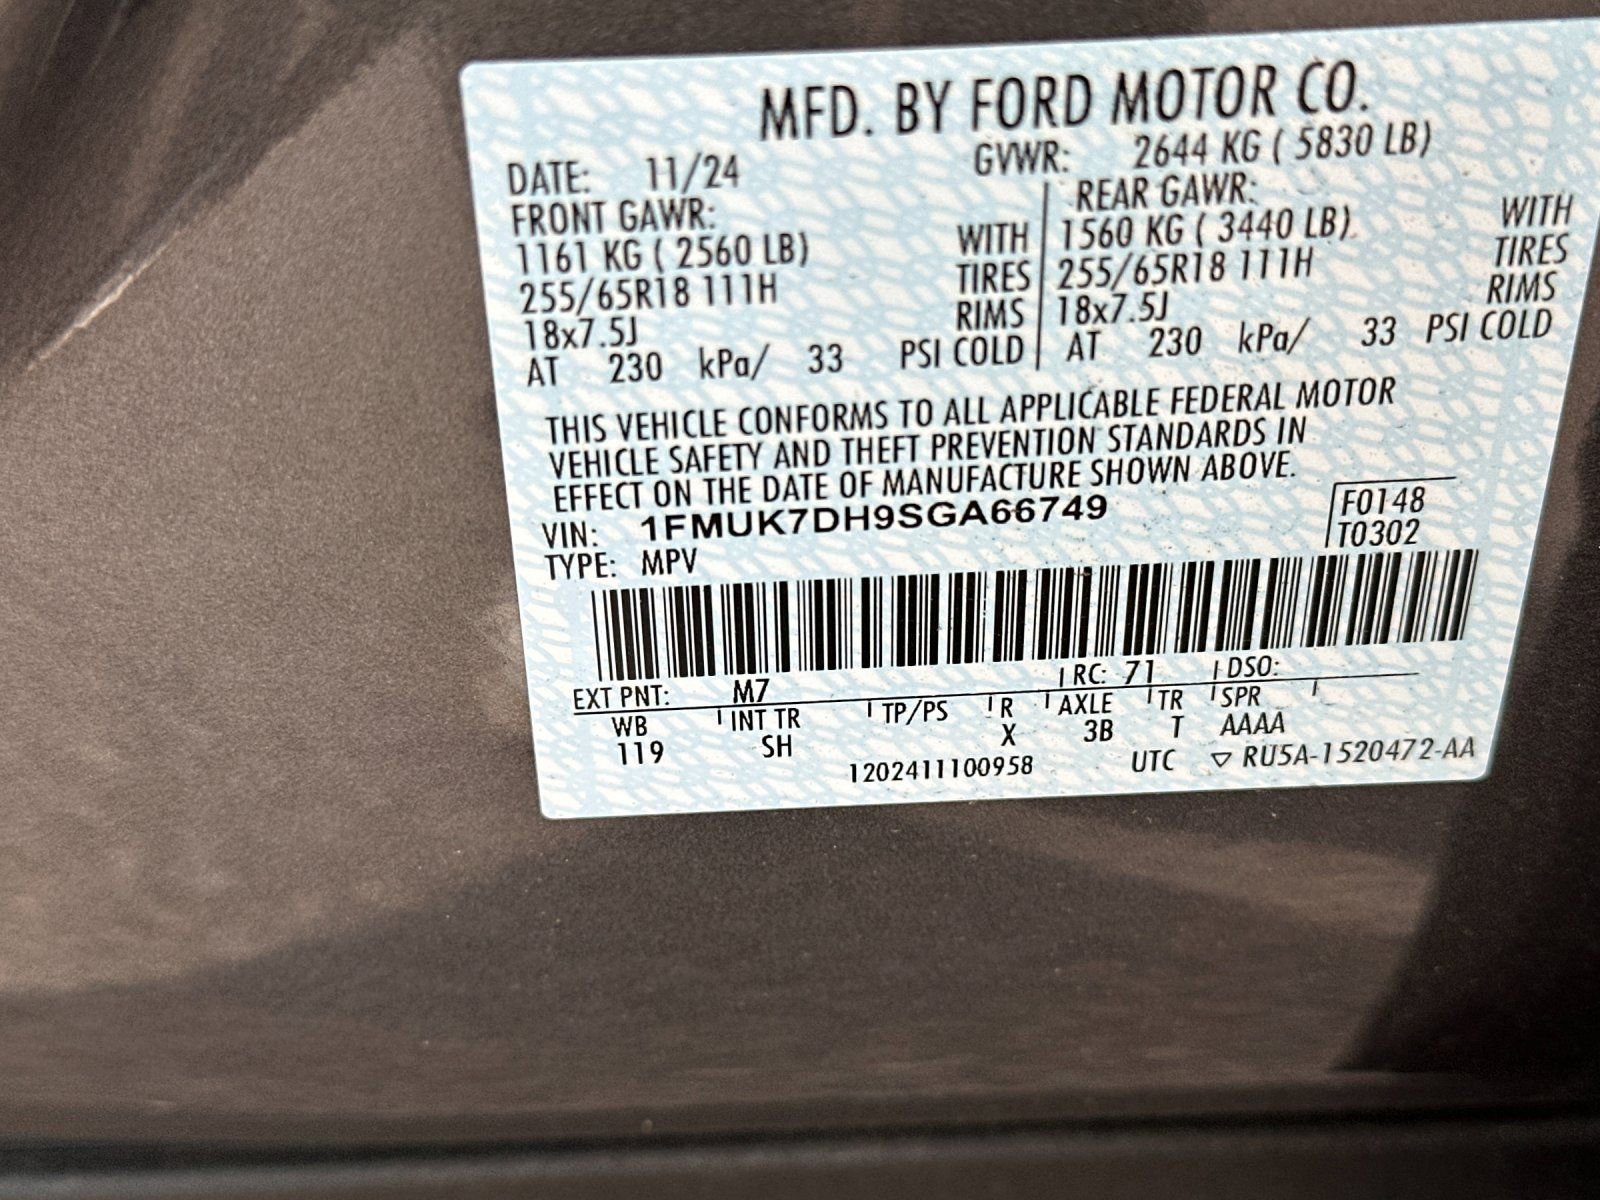 MFD. BY FORD MOTOR CO.
DATE: 11/24 GVWR: 2644 KG ( 5830 LB)
FRONT GAWR: REAR GAWR:
1161 KG ( 2560 LB) WITH 1560 KG ( 3440 LB) WITH
255/65R18 111H TIRES 255/65R18 111H TIRES
18x7.5J RIMS 18x7.5J RIMS
AT 230 kPa/ 33 PSI COLD AT 230 kPa/ 33 PSI COLD
THIS VEHICLE CONFORMS TO ALL APPLICABLE FEDERAL MOTOR
VEHICLE SAFETY AND THEFT PREVENTION STANDARDS IN
EFFECT ON THE DATE OF MANUFACTURE SHOWN ABOVE.
VIN: 1FMUK7DH9SGA66749 F0148
TYPE: MPV T0302
EXT PNT: M7 RC: 71 DSO:
WB INT TR TP/PS R AXLE TR SPR
119 SH X 3B T AAAA
1202411100958 UTC ▽ RU5A-1520472-AA